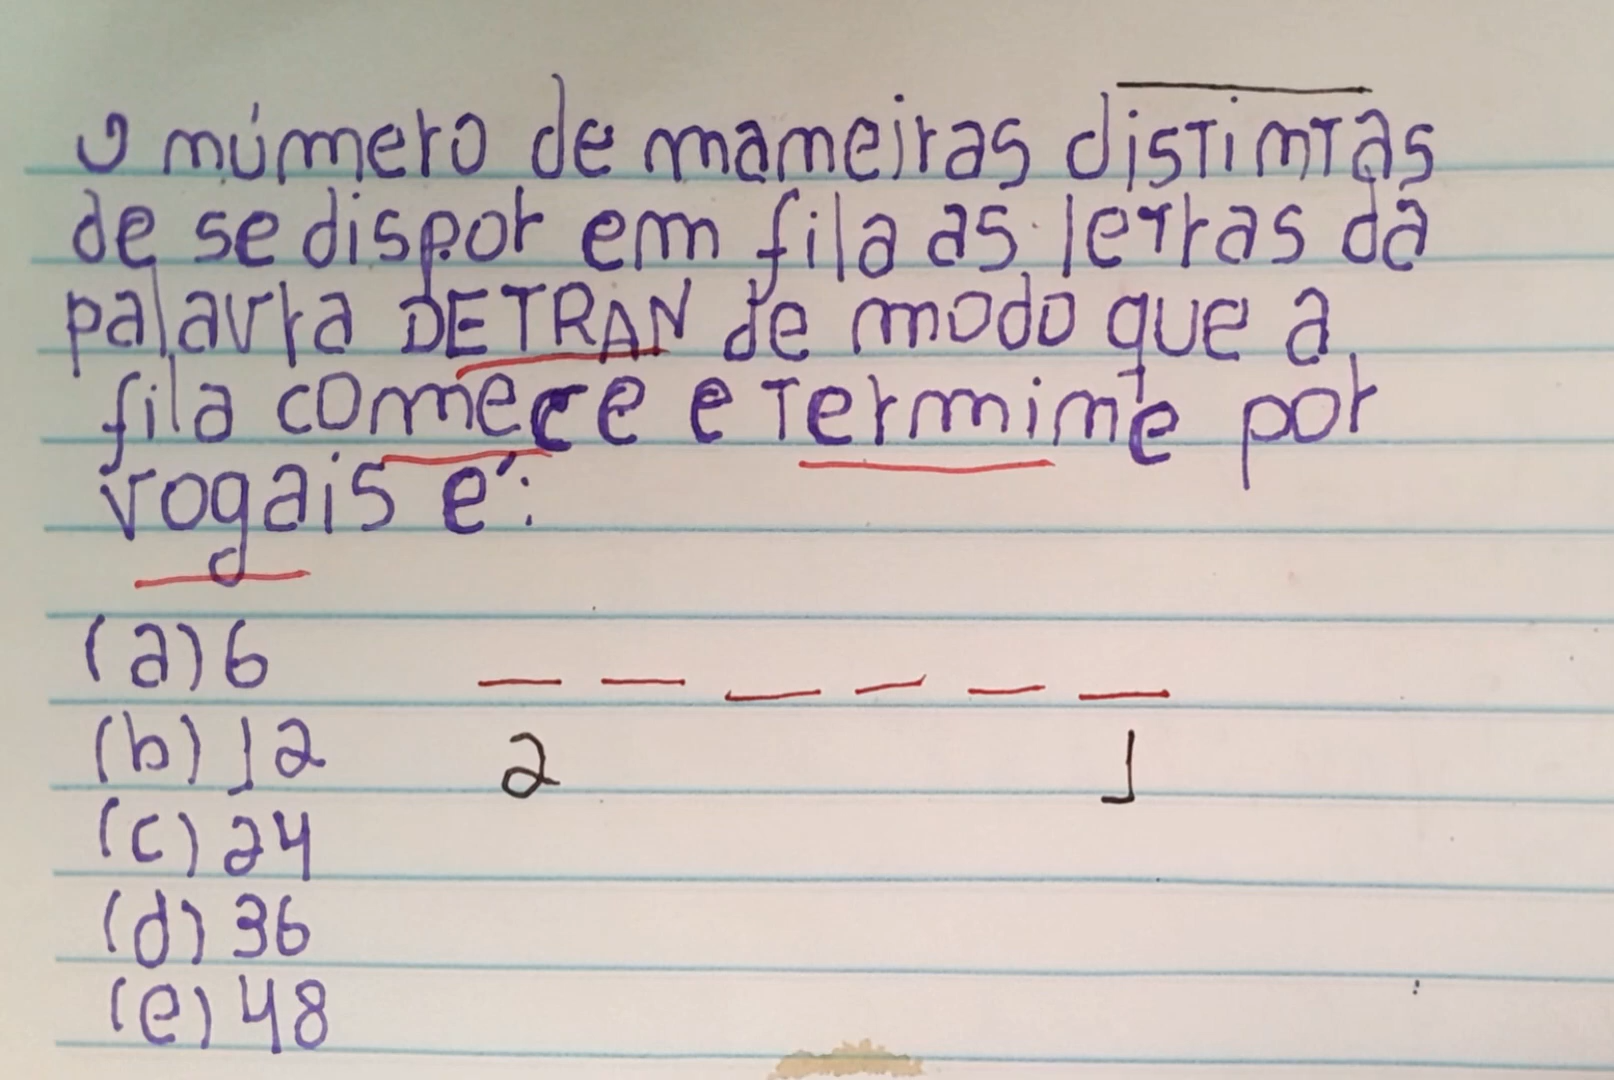 O número de maneiras distintas
de se dispor em fila as letras da
palavra DETRAN de modo que a
fila comece e termine por
vogais é:
(a) 6
(b) 12
(c) 24
(d) 36
(e) 48
2 1